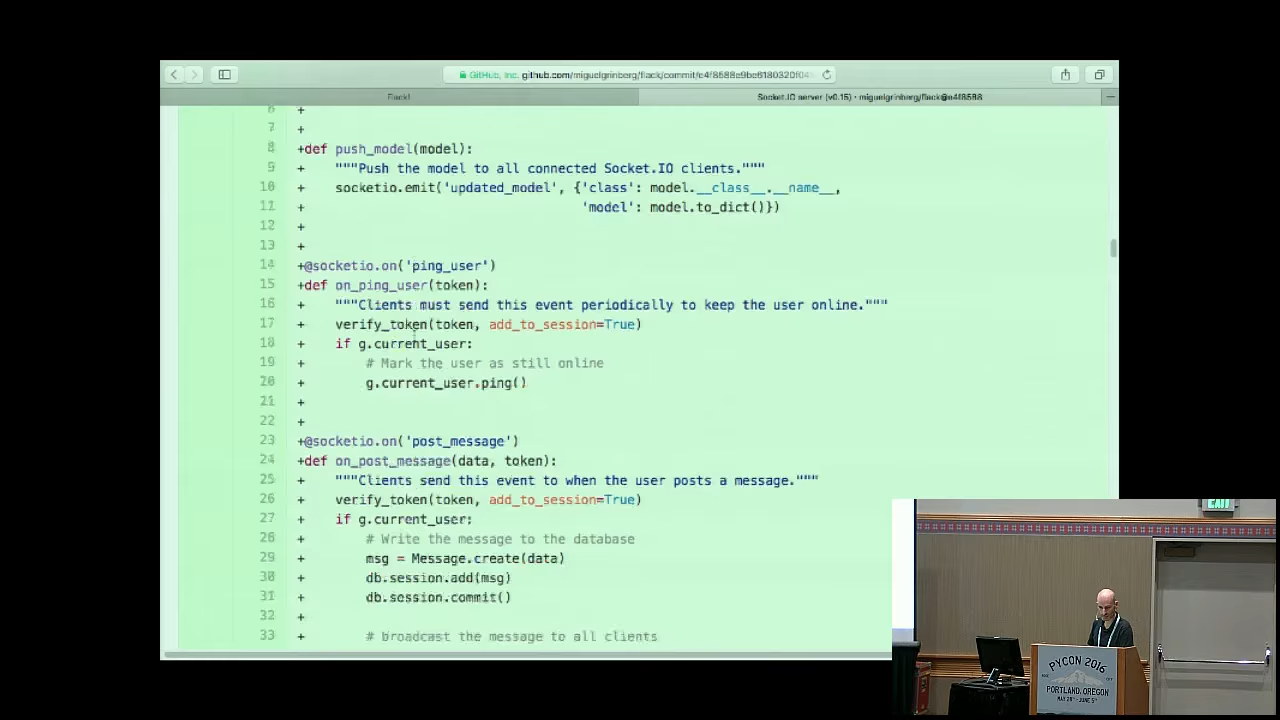 GitHub, Inc. github.com/miguelgrinberg/flack/commit/e4f8588e9be6180320f04
Flack!
Socket.IO server (v0.15) · miguelgrinberg/flack@e4f8588
6 +
7 +
8 +def push_model(model):
9 + """Push the model to all connected Socket.IO clients."""
10 + socketio.emit('updated_model', {'class': model.__class__.__name__,
11 + 'model': model.to_dict()})
12 +
13 +
14 +@socketio.on('ping_user')
15 +def on_ping_user(token):
16 + """Clients must send this event periodically to keep the user online."""
17 + verify_token(token, add_to_session=True)
18 + if g.current_user:
19 + # Mark the user as still online
20 + g.current_user.ping()
21 +
22 +
23 +@socketio.on('post_message')
24 +def on_post_message(data, token):
25 + """Clients send this event to when the user posts a message."""
26 + verify_token(token, add_to_session=True)
27 + if g.current_user:
28 + # Write the message to the database
29 + msg = Message.create(data)
30 + db.session.add(msg)
31 + db.session.commit()
32 +
33 + # broadcast the message to all clients
EXIT
PYCON 2016
PORTLAND, OREGON